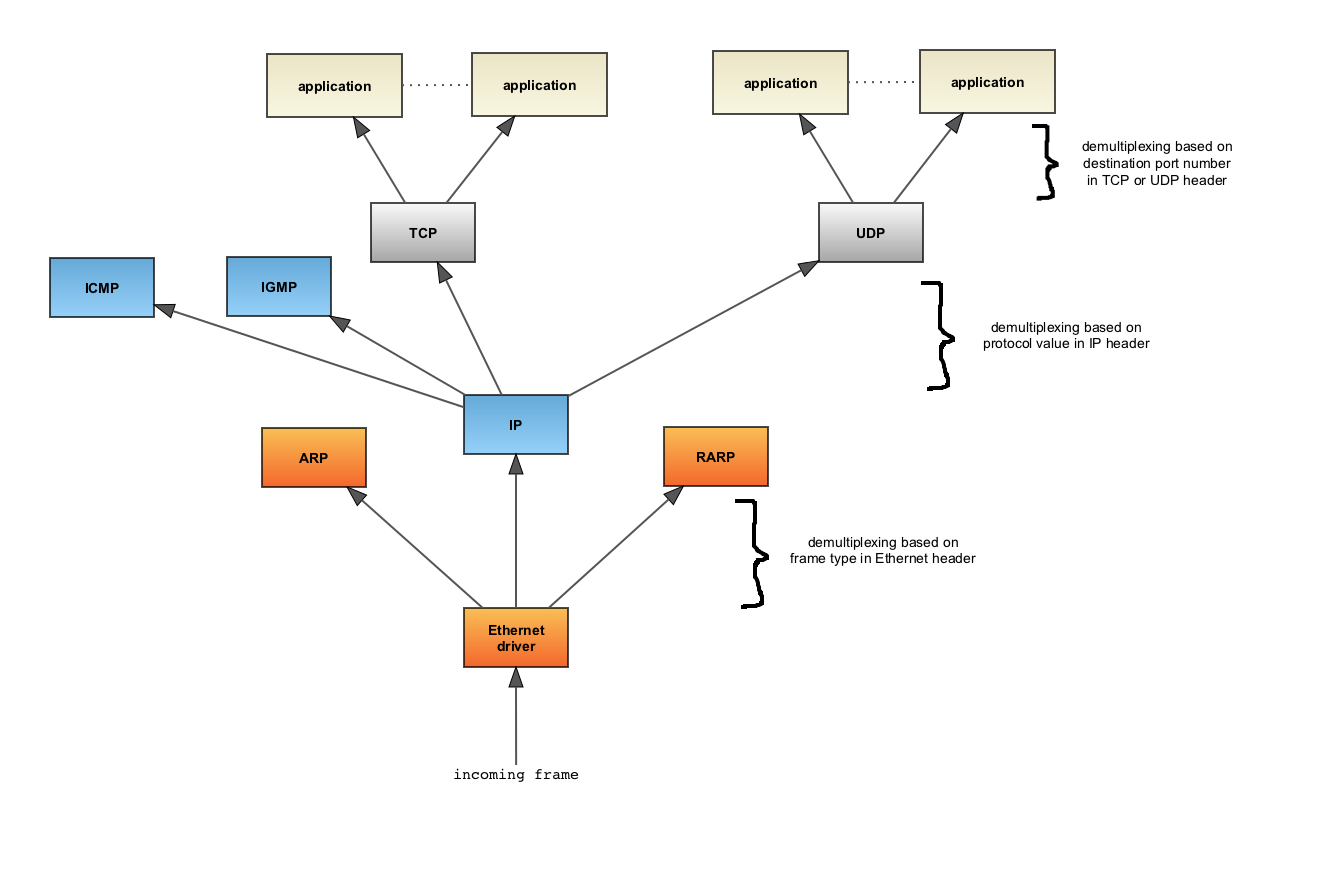 application
application
application
application
demultiplexing based on
destination port number
in TCP or UDP header
TCP
UDP
ICMP
IGMP
demultiplexing based on
protocol value in IP header
IP
ARP
RARP
demultiplexing based on
frame type in Ethernet header
Ethernet
driver
incoming frame